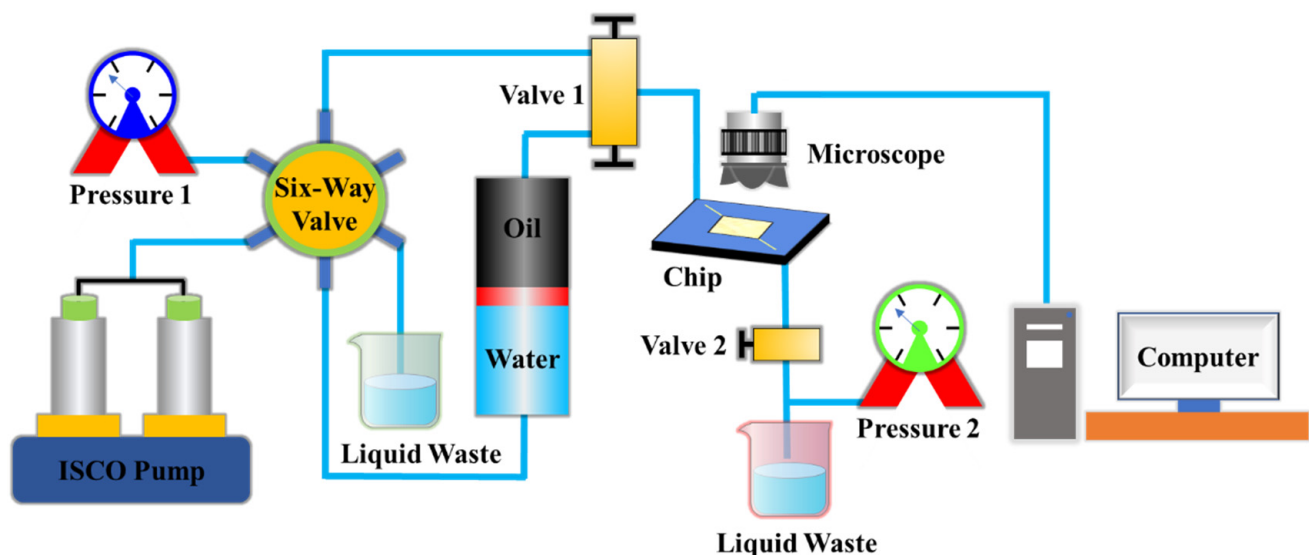 Valve 1
Microscope
Pressure 1
Six-Way
Valve
Oil
Chip
Water
Valve 2
Computer
Pressure 2
Liquid Waste
ISCO Pump
Liquid Waste